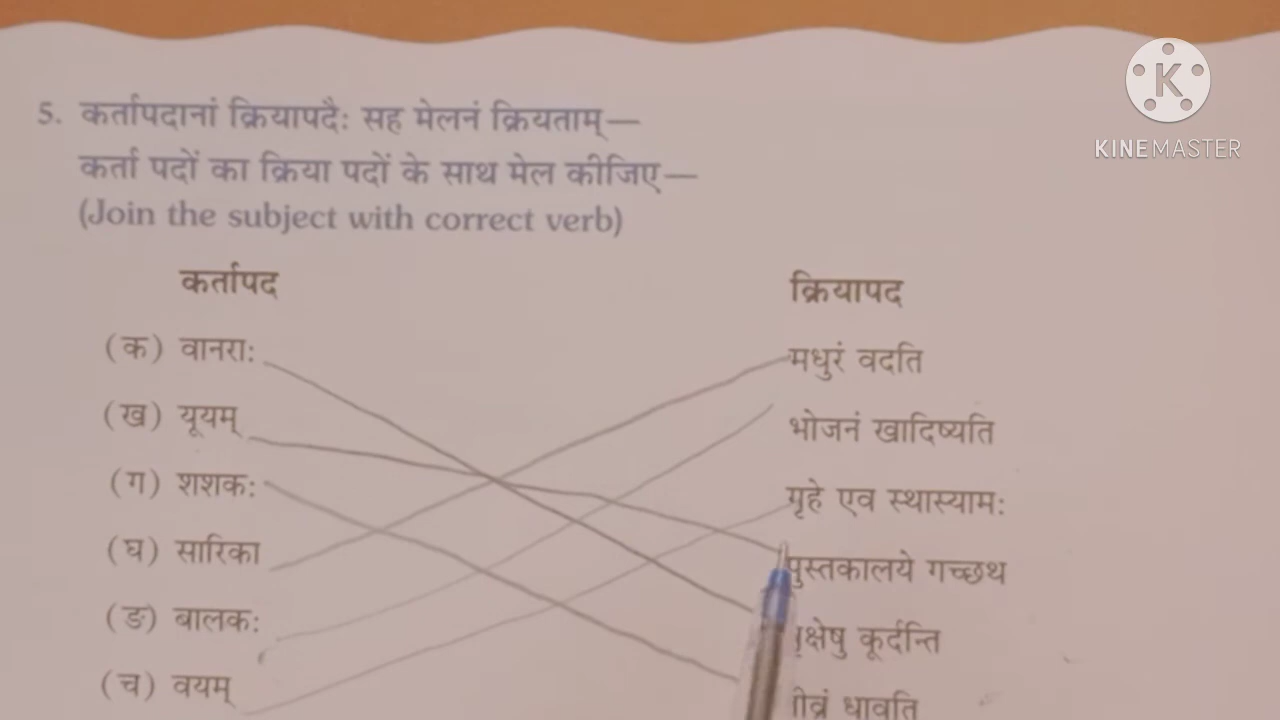 5. कर्तापदानां क्रियापदैः सह मेलनं क्रियताम्—
कर्ता पदों का क्रिया पदों के साथ मेल कीजिए—
(Join the subject with correct verb)
कर्तापद क्रियापद
(क) वानराः मधुरं वदति
(ख) यूयम् भोजनं खादिष्यति
(ग) शशकः गृहे एव स्थास्यामः
(घ) सारिका पुस्तकालये गच्छथ
(ङ) बालकः कूर्दन्ति
(च) वयम् धावति
K
KINEMASTER